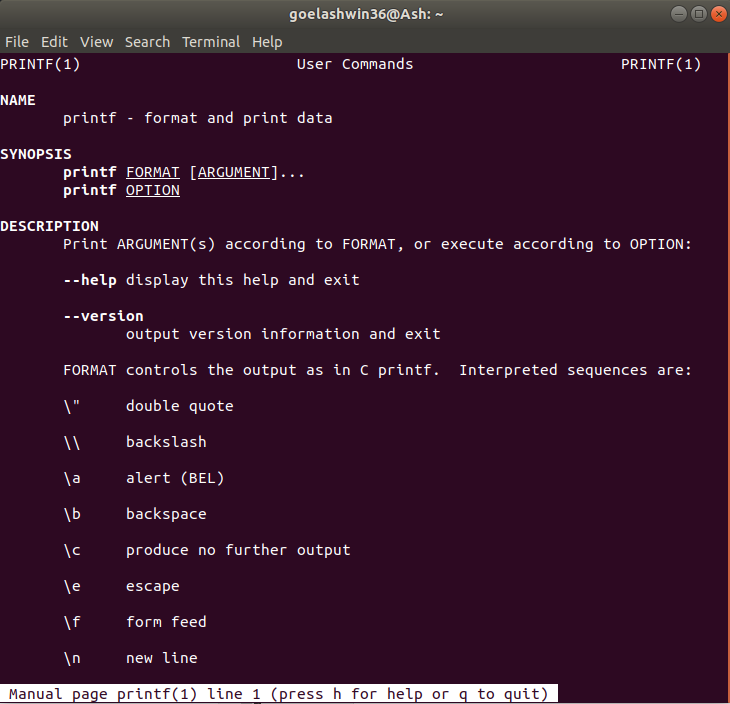 goelashwin36@Ash: ~
File Edit View Search Terminal Help
PRINTF(1) User Commands PRINTF(1)
NAME
printf - format and print data
SYNOPSIS
printf FORMAT [ARGUMENT]...
printf OPTION
DESCRIPTION
Print ARGUMENT(s) according to FORMAT, or execute according to OPTION:
--help display this help and exit
--version
output version information and exit
FORMAT controls the output as in C printf.  Interpreted sequences are:
\" double quote
\\ backslash
\a alert (BEL)
\b backspace
\c produce no further output
\e escape
\f form feed
\n new line
Manual page printf(1) line 1 (press h for help or q to quit)